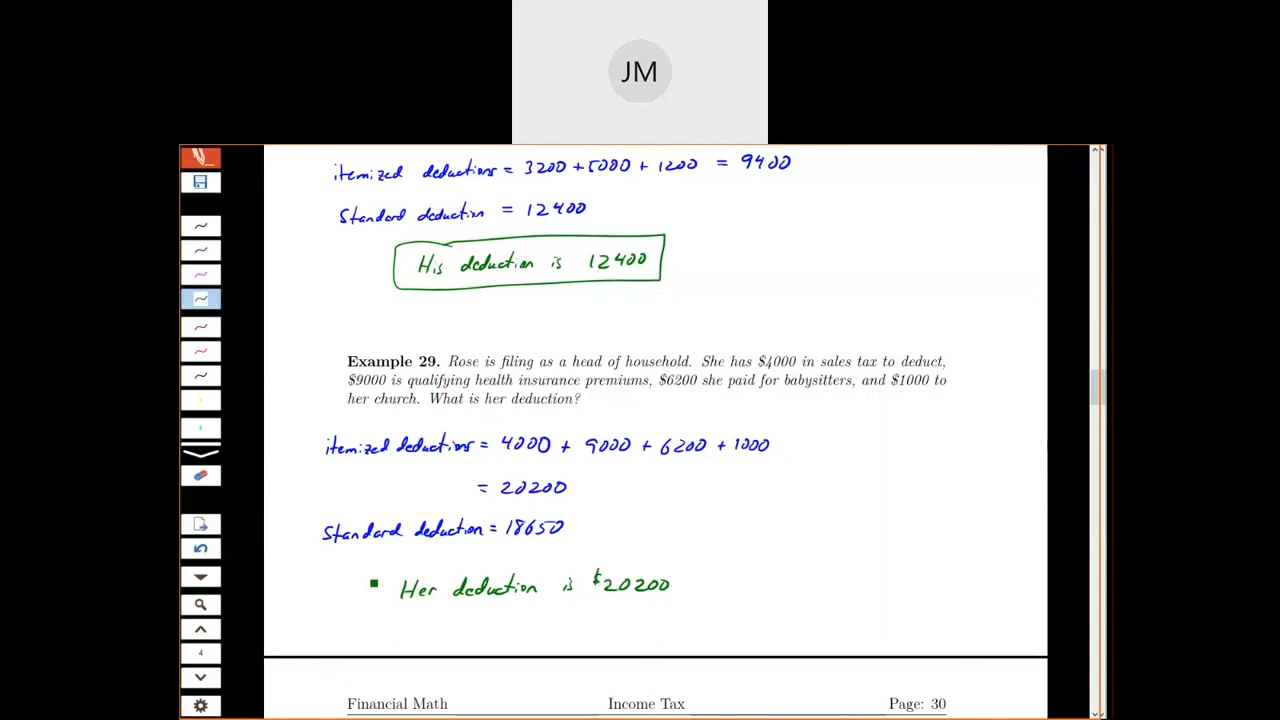 JM
itemized deductions = 3200 + 5000 + 1200 = 9400
Standard deduction = 12400
His deduction is 12400
Example 29. Rose is filing as a head of household. She has $4000 in sales tax to deduct,
$9000 is qualifying health insurance premiums, $6200 she paid for babysitters, and $1000 to
her church. What is her deduction?
itemized deductions = 4000 + 9000 + 6200 + 1000
= 20200
Standard deduction = 18650
Her deduction is $20200
4
Financial Math Income Tax Page: 30